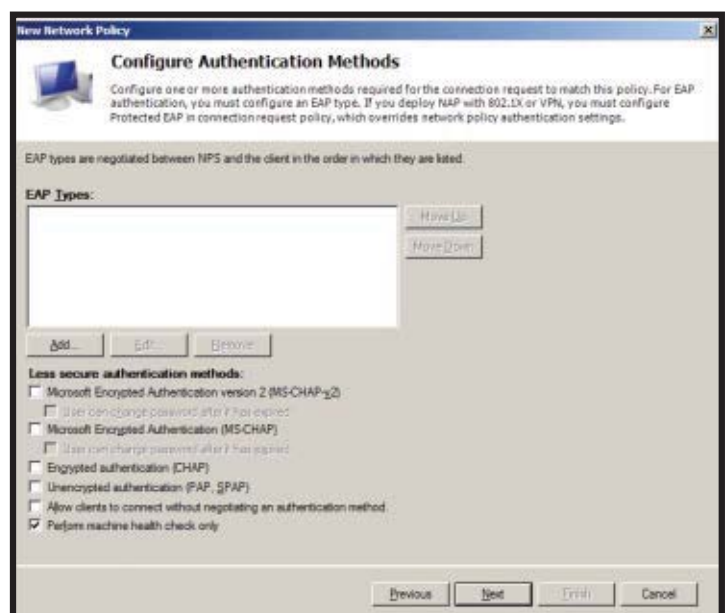 New Network Policy
Configure Authentication Methods
Configure one or more authentication methods required for the connection request to match this policy. For EAP
authentication, you must configure an EAP type. If you deploy NAP with 802.1X or VPN, you must configure
Protected EAP in connection request policy, which overrides network policy authentication settings.
EAP types are negotiated between NPS and the client in the order in which they are listed.
EAP Types:
Move Up
Move Down
Add... Edit... Remove
Less secure authentication methods:
Microsoft Encrypted Authentication version 2 (MS-CHAP-v2)
User can change password after it has expired
Microsoft Encrypted Authentication (MS-CHAP)
User can change password after it has expired
Encrypted authentication (CHAP)
Unencrypted authentication (PAP, SPAP)
Allow clients to connect without negotiating an authentication method.
Perform machine health check only
Previous Next Finish Cancel